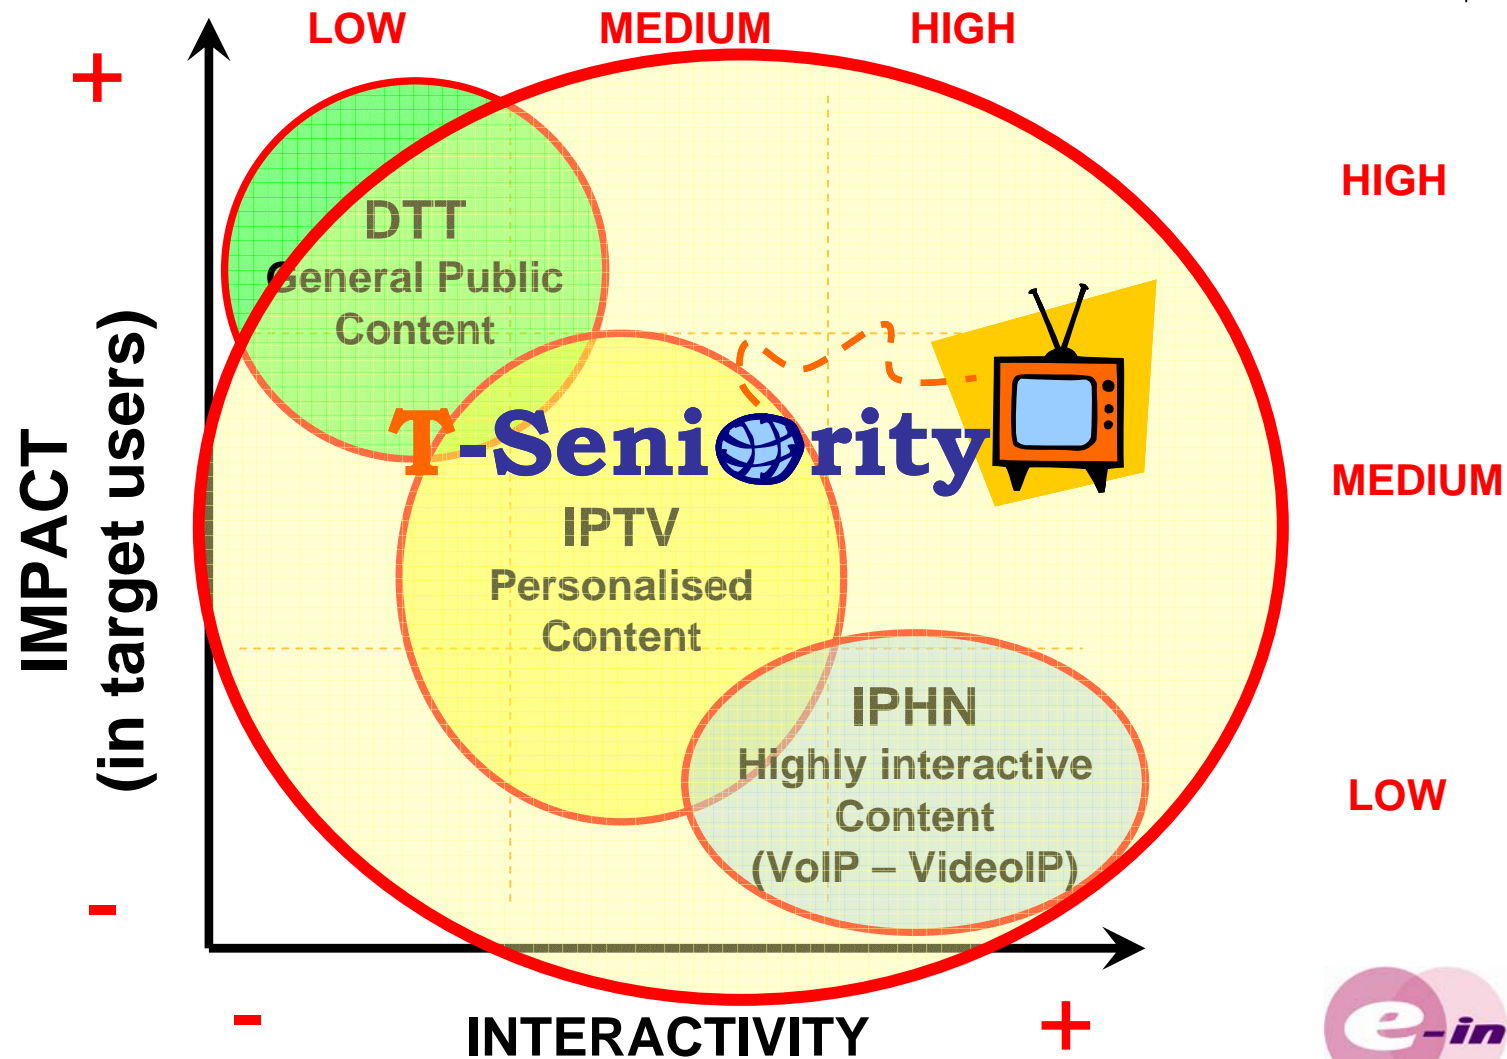 LOW MEDIUM HIGH
+
HIGH
DTT
General Public
Content
IMPACT
(in target users)
T-Seniority
MEDIUM
IPTV
Personalised
Content
IPHN
Highly interactive
Content
(VoIP – VideoIP)
LOW
-
- +
INTERACTIVITY
e-in